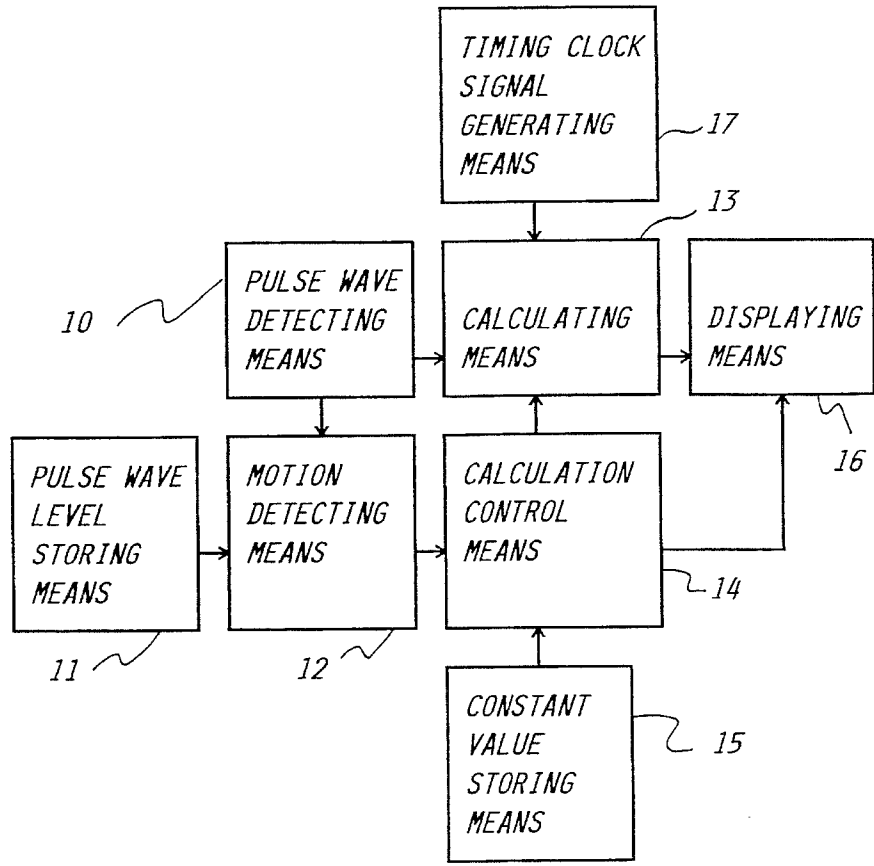 TIMING CLOCK
SIGNAL
GENERATING
MEANS
17
13
10
PULSE WAVE
DETECTING
MEANS
CALCULATING
MEANS
DISPLAYING
MEANS
16
PULSE WAVE
LEVEL
STORING
MEANS
11
MOTION
DETECTING
MEANS
12
CALCULATION
CONTROL
MEANS
14
CONSTANT
VALUE
STORING
MEANS
15